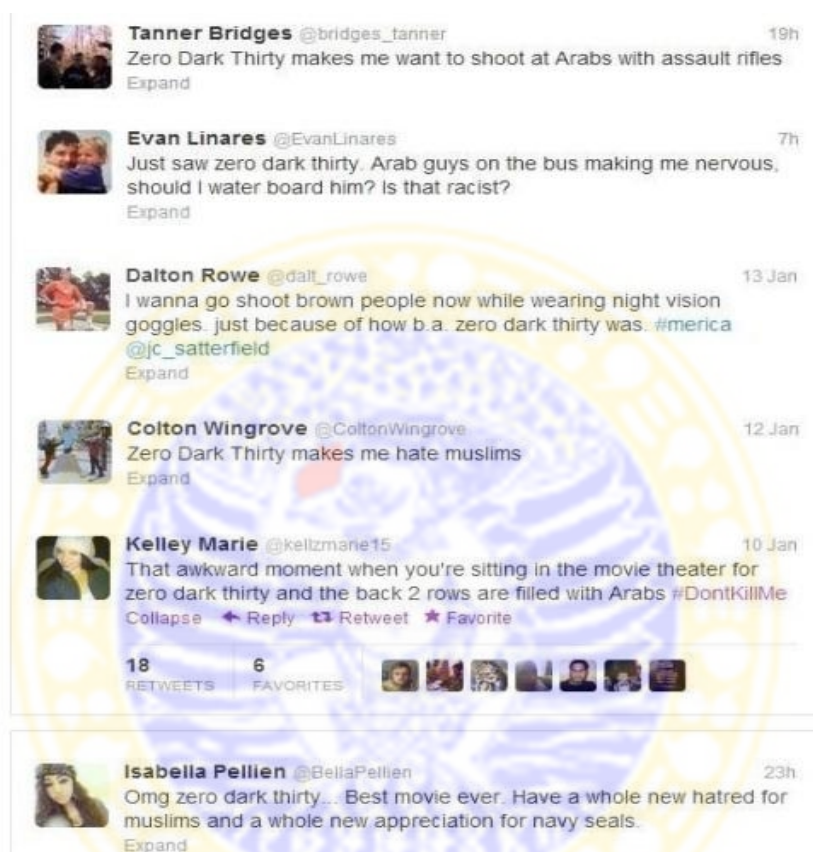 Tanner Bridges @bridges_tanner 19h
Zero Dark Thirty makes me want to shoot at Arabs with assault rifles
Expand
Evan Linares @EvanLinares 7h
Just saw zero dark thirty. Arab guys on the bus making me nervous,
should I water board him? Is that racist?
Expand
Dalton Rowe @dalt_rowe 13 Jan
I wanna go shoot brown people now while wearing night vision
goggles. just because of how b.a. zero dark thirty was. #merica
@jc_satterfield
Expand
Colton Wingrove @ColtonWingrove 12 Jan
Zero Dark Thirty makes me hate muslims
Expand
Kelley Marie @kellzmarie15 10 Jan
That awkward moment when you're sitting in the movie theater for
zero dark thirty and the back 2 rows are filled with Arabs #DontKillMe
Collapse Reply Retweet Favorite
18 6
RETWEETS FAVORITES
Isabella Pellien @BellaPellien 23h
Omg zero dark thirty... Best movie ever. Have a whole new hatred for
muslims and a whole new appreciation for navy seals.
Expand